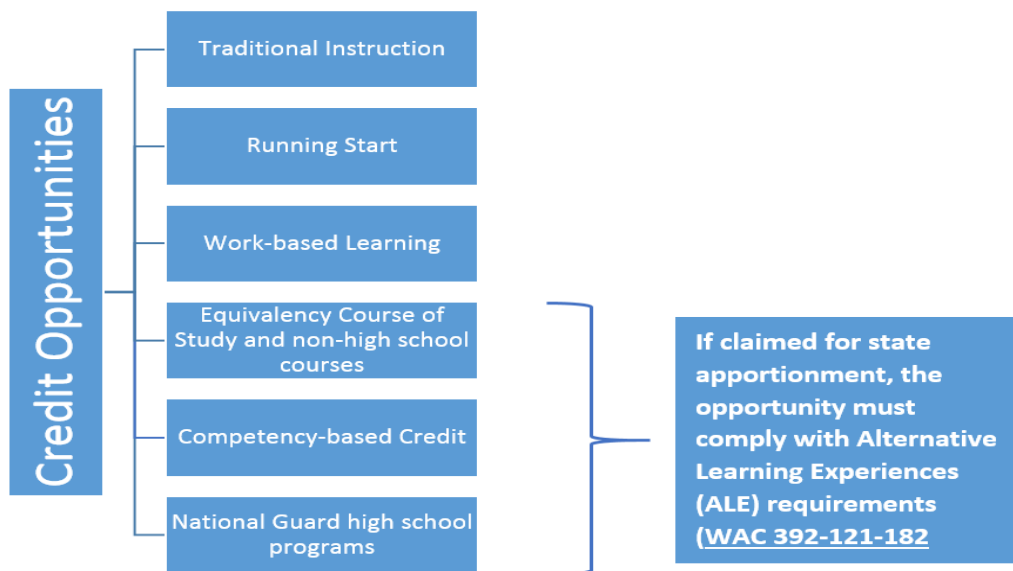 Credit Opportunities
Traditional Instruction
Running Start
Work-based Learning
Equivalency Course of
Study and non-high school
courses
Competency-based Credit
National Guard high school
programs
If claimed for state
apportionment, the
opportunity must
comply with Alternative
Learning Experiences
(ALE) requirements
(WAC 392-121-182